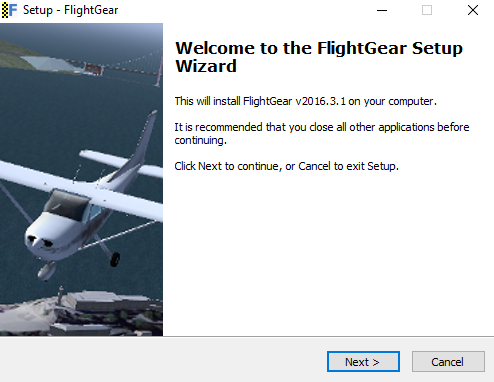 Setup - FlightGear
Welcome to the FlightGear Setup
Wizard
This will install FlightGear v2016.3.1 on your computer.
It is recommended that you close all other applications before
continuing.
Click Next to continue, or Cancel to exit Setup.
Next >
Cancel